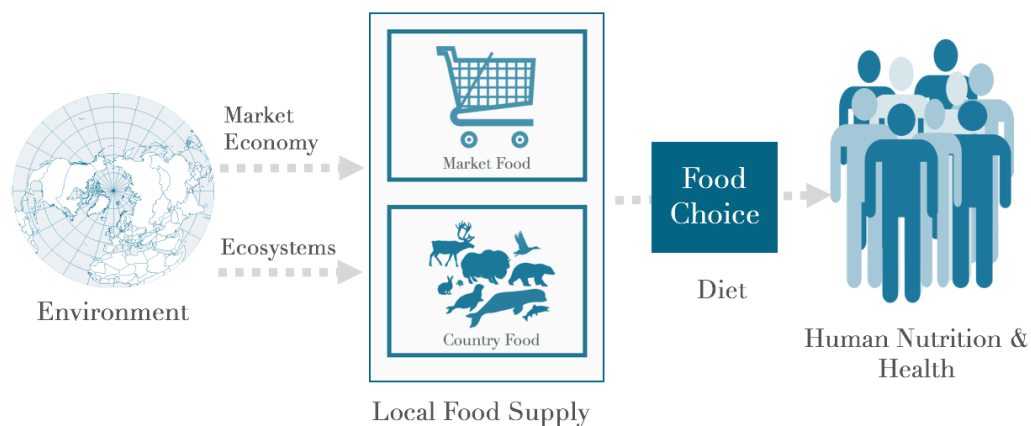 Market
Economy
Ecosystems
Environment
Market Food
Country Food
Local Food Supply
Food
Choice
Diet
Human Nutrition &
Health